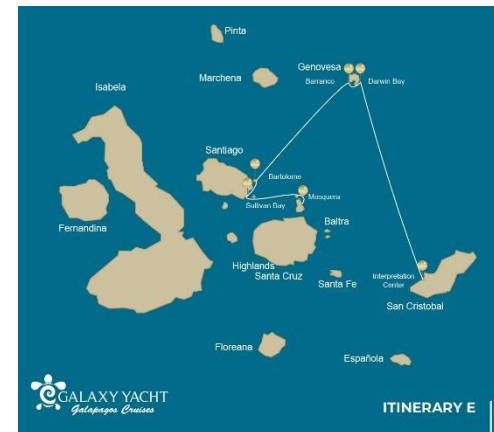 Pinta
Genovesa
Marchena
Barranco
Darwin Bay
Isabela
Santiago
Bartolome
Sullivan Bay
Mosquera
Fernandina
Baltra
Highlands
Santa Cruz
Santa Fe
Interpretation
Center
San Cristobal
Floreana
Española
GALAXY YACHT
Galapagos Cruises
ITINERARY E